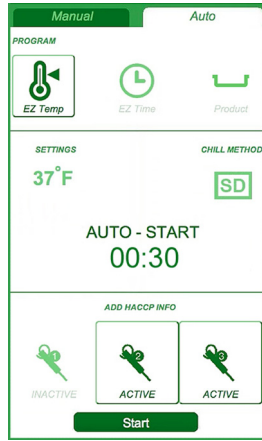 Manual Auto
PROGRAM
EZ Temp EZ Time Product
SETTINGS CHILL METHOD
37°F SD
AUTO - START
00:30
ADD HACCP INFO
1 2 3
INACTIVE ACTIVE ACTIVE
Start